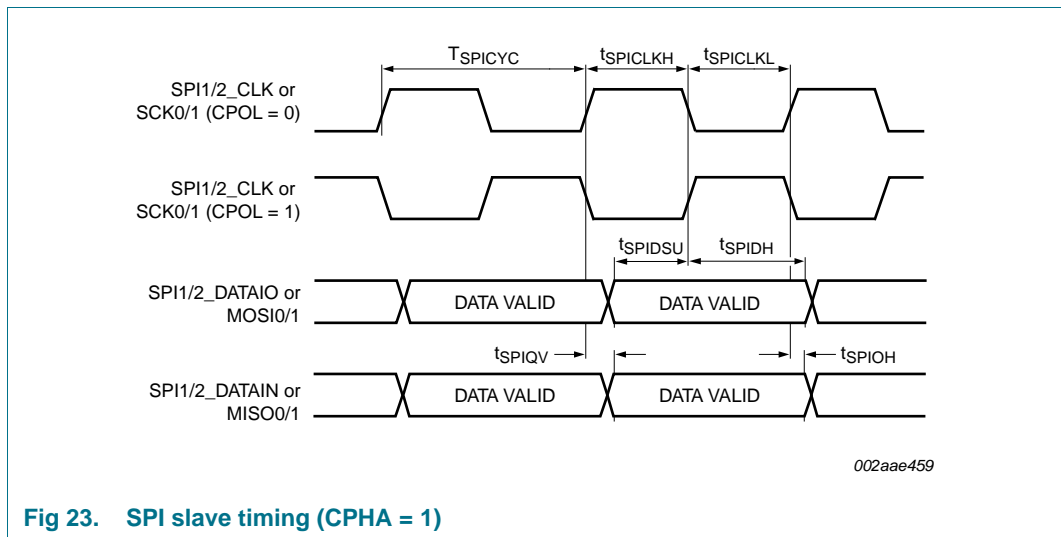 TSPICYC tSPICLKH tSPICLKL
SPI1/2_CLK or
SCK0/1 (CPOL = 0)
SPI1/2_CLK or
SCK0/1 (CPOL = 1)
tSPIDSU tSPIDH
SPI1/2_DATAIO or
MOSI0/1
DATA VALID DATA VALID
tSPIQV tSPIOH
SPI1/2_DATAIN or
MISO0/1
DATA VALID DATA VALID
002aae459
Fig 23. SPI slave timing (CPHA = 1)